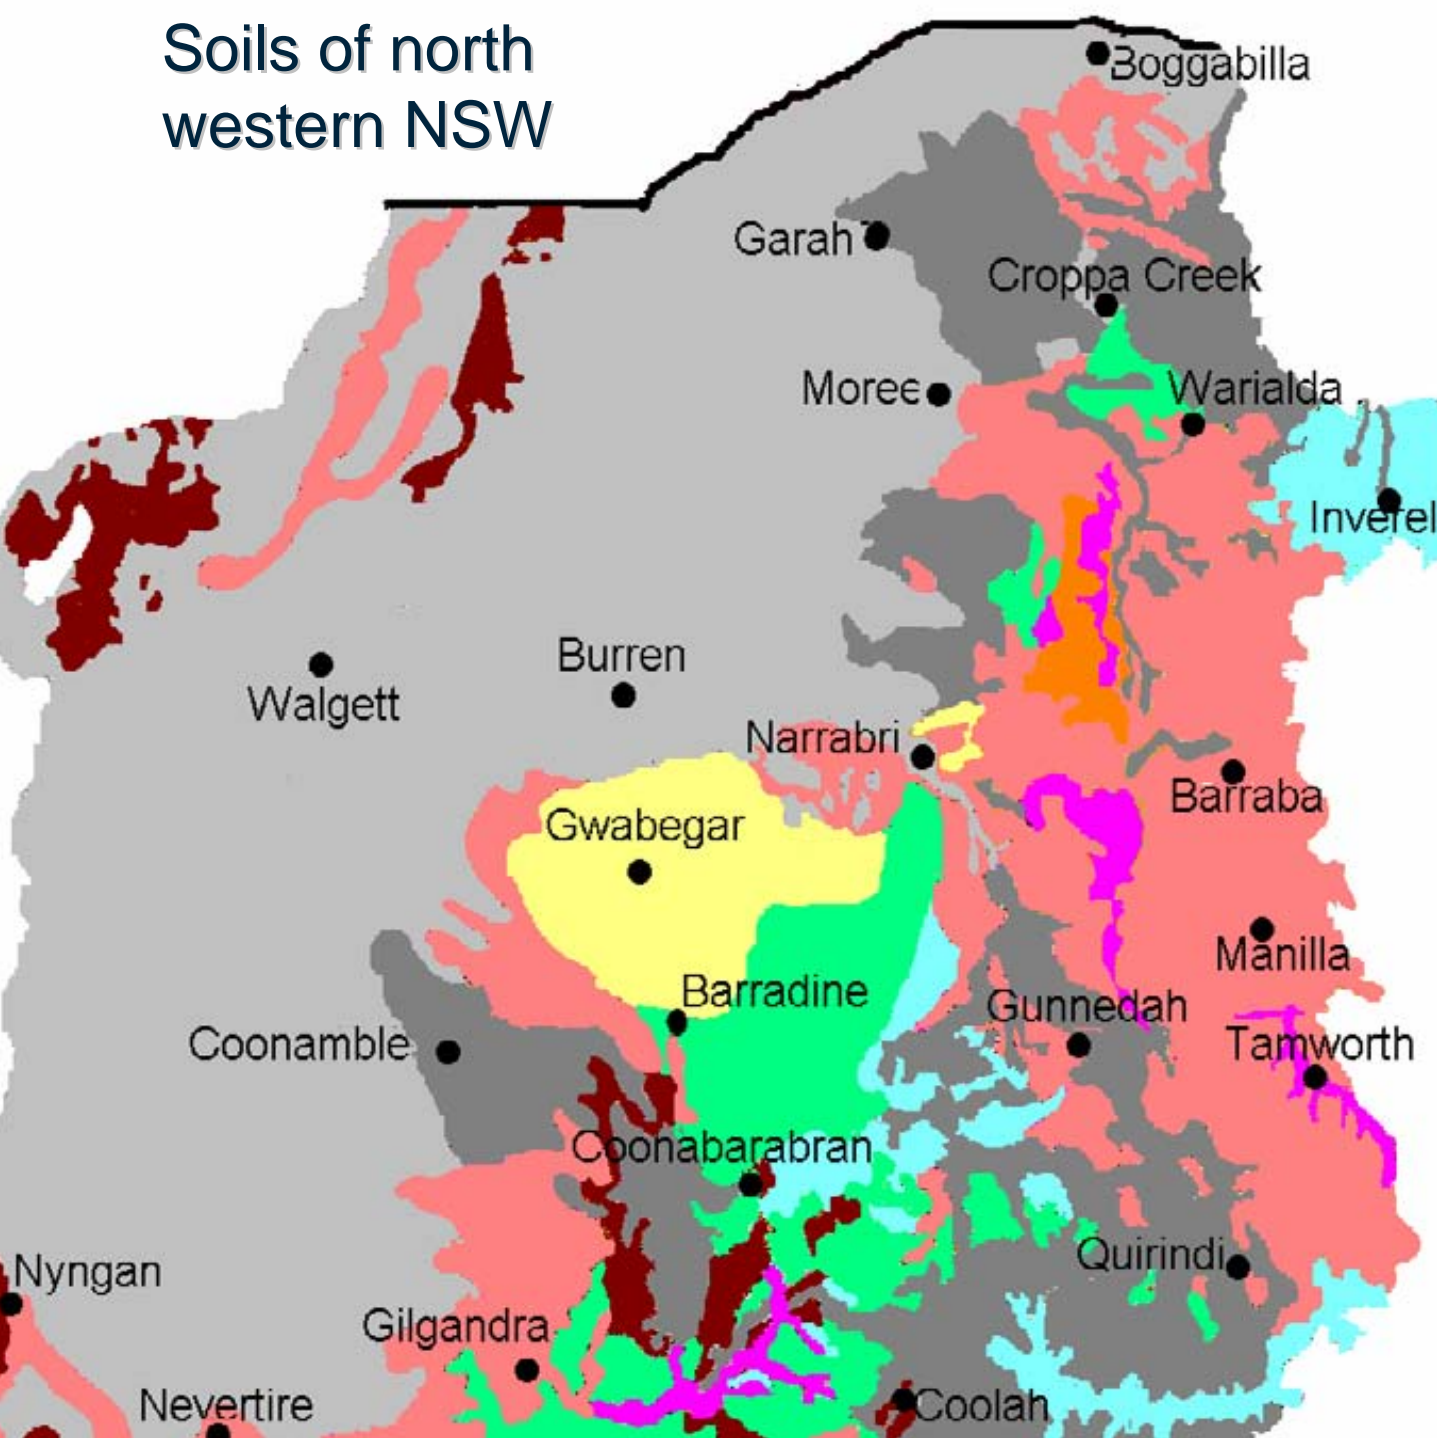 Soils of north
western NSW
Boggabilla
Garah
Croppa Creek
Moree
Warialda
Inverel
Burren
Walgett
Narrabri
Barraba
Gwabegar
Manilla
Barradine
Gunnedah
Coonamble
Tamworth
Coonabarabran
Quirindi
Nyngan
Gilgandra
Nevertire
Coolah